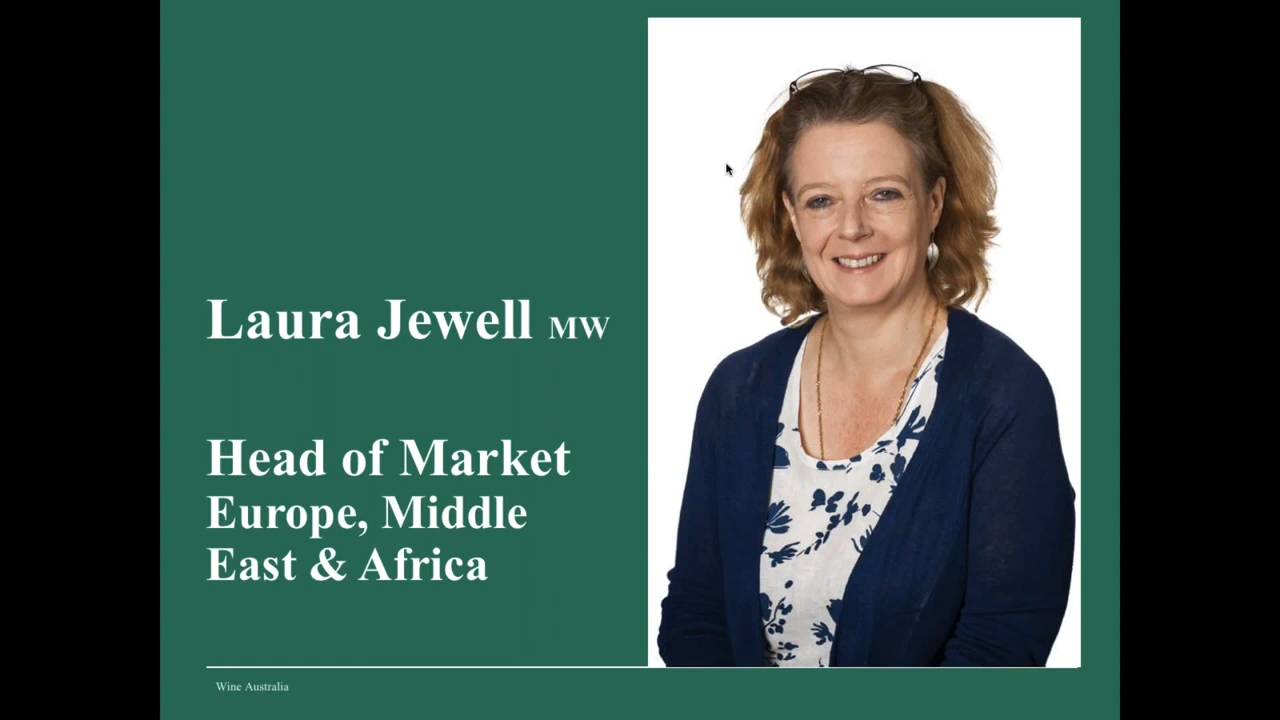 Laura Jewell MW
Head of Market
Europe, Middle
East & Africa
Wine Australia